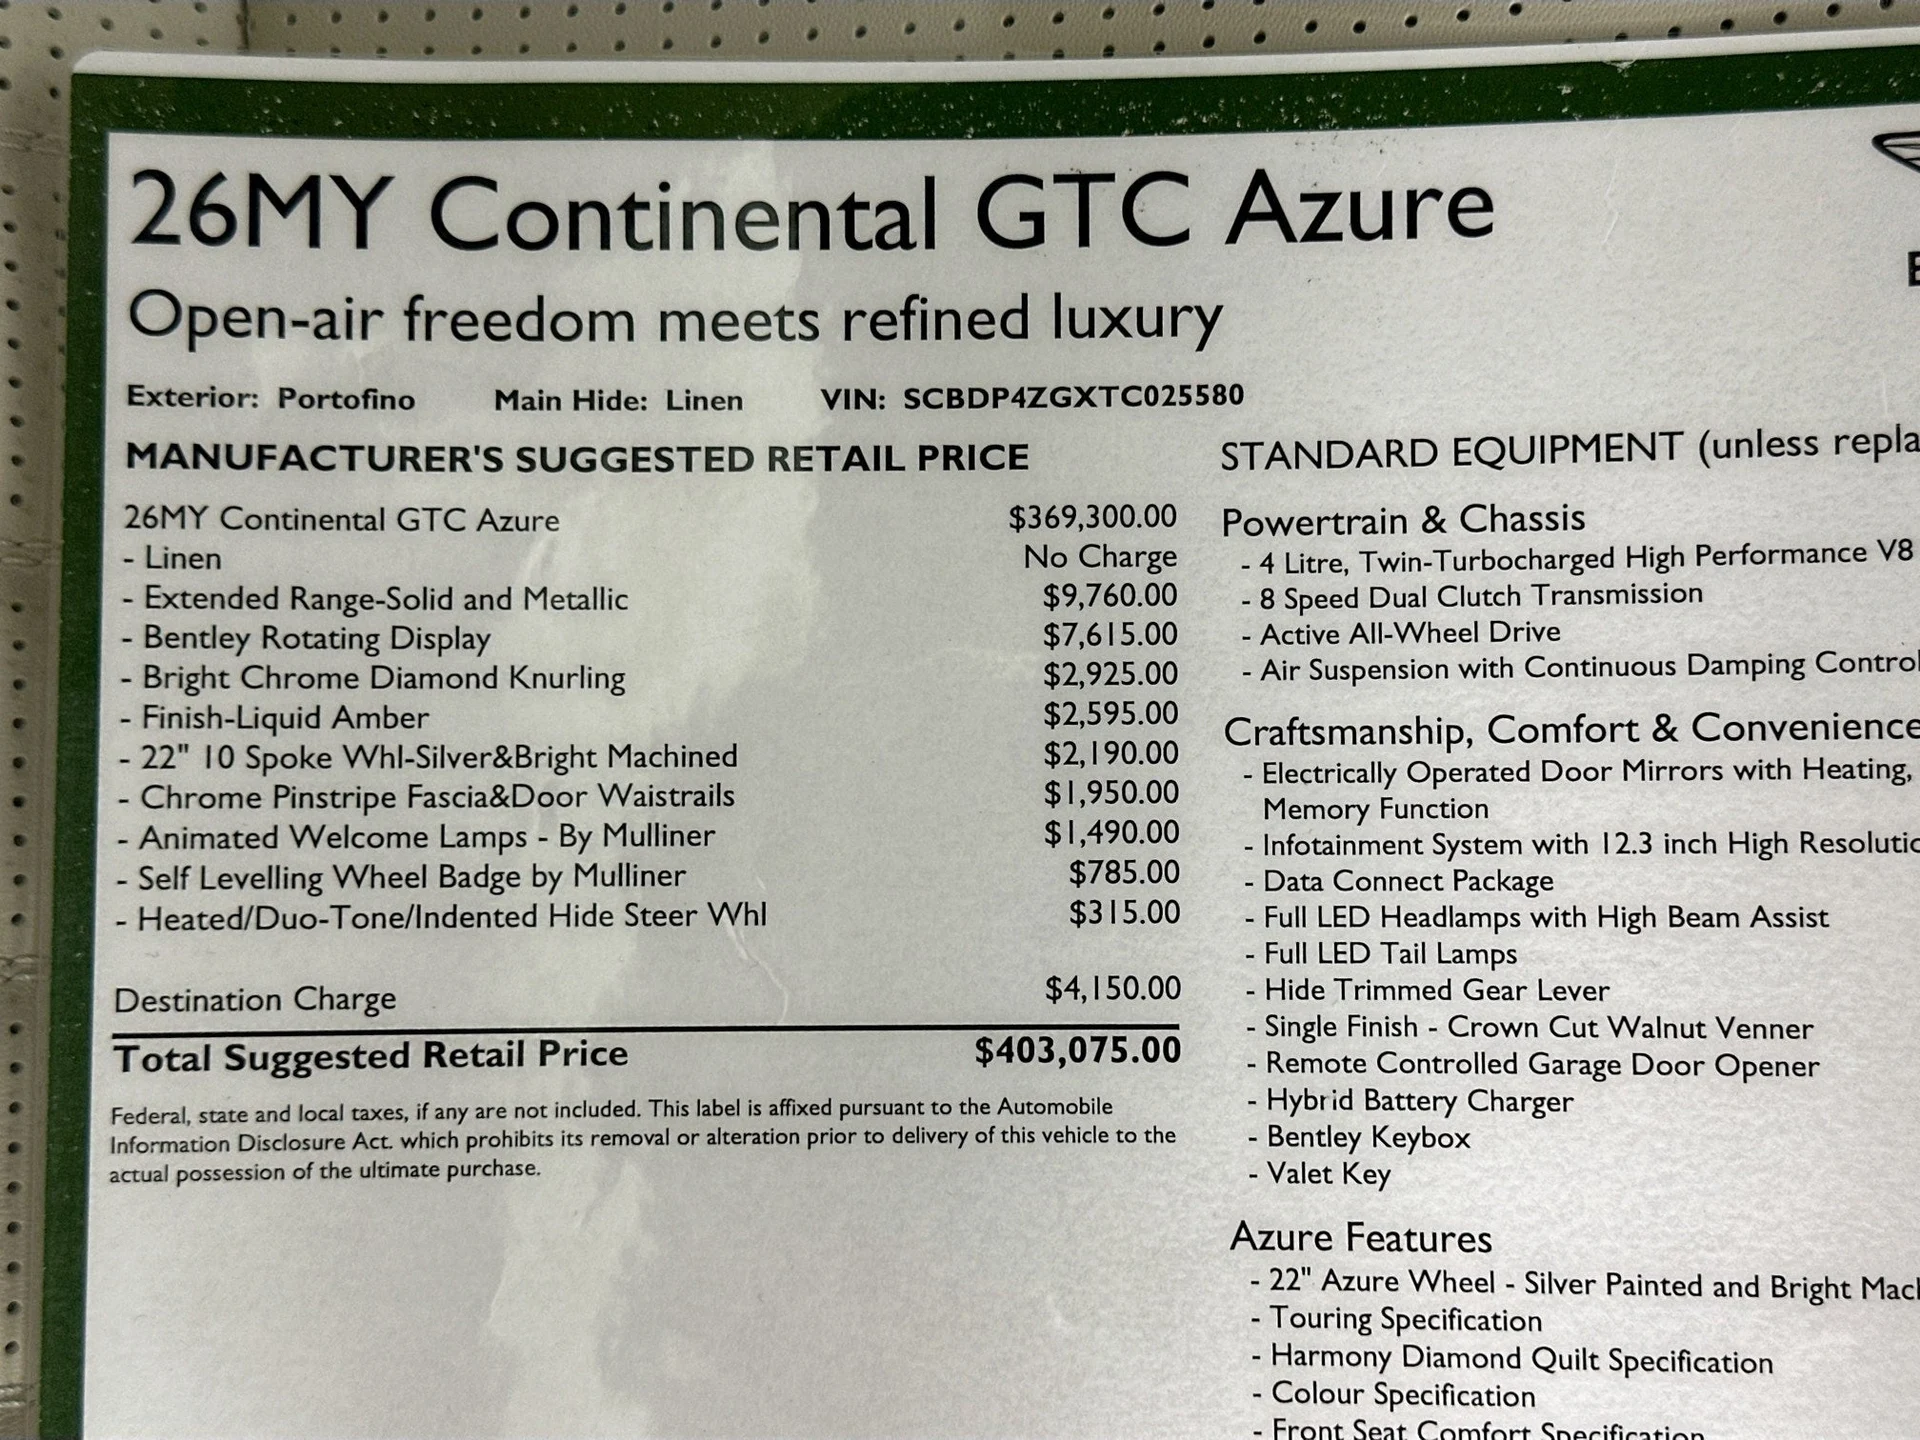 26MY Continental GTC Azure
Open-air freedom meets refined luxury
Exterior: Portofino Main Hide: Linen VIN: SCBDP4ZGXTC025580
MANUFACTURER'S SUGGESTED RETAIL PRICE
26MY Continental GTC Azure $369,300.00
- Linen No Charge
- Extended Range-Solid and Metallic $9,760.00
- Bentley Rotating Display $7,615.00
- Bright Chrome Diamond Knurling $2,925.00
- Finish-Liquid Amber $2,595.00
- 22" 10 Spoke Whl-Silver&Bright Machined $2,190.00
- Chrome Pinstripe Fascia&Door Waistrails $1,950.00
- Animated Welcome Lamps - By Mulliner $1,490.00
- Self Levelling Wheel Badge by Mulliner $785.00
- Heated/Duo-Tone/Indented Hide Steer Whl $315.00
Destination Charge $4,150.00
Total Suggested Retail Price $403,075.00
Federal, state and local taxes, if any are not included. This label is affixed pursuant to the Automobile
Information Disclosure Act. which prohibits its removal or alteration prior to delivery of this vehicle to the
actual possession of the ultimate purchase.
STANDARD EQUIPMENT (unless
Powertrain & Chassis
- 4 Litre, Twin-Turbocharged High Performance V8
- 8 Speed Dual Clutch Transmission
- Active All-Wheel Drive
- Air Suspension with Continuous Damping Control
Craftsmanship, Comfort & Convenience
- Electrically Operated Door Mirrors with Heating,
Memory Function
- Infotainment System with 12.3 inch High
- Data Connect Package
- Full LED Headlamps with High Beam Assist
- Full LED Tail Lamps
- Hide Trimmed Gear Lever
- Single Finish - Crown Cut Walnut Venner
- Remote Controlled Garage Door Opener
- Hybrid Battery Charger
- Bentley Keybox
- Valet Key
Azure Features
- 22" Azure Wheel - Silver Painted and Bright
- Touring Specification
- Harmony Diamond Quilt Specification
- Colour Specification
- Front Seat Comfort Specification